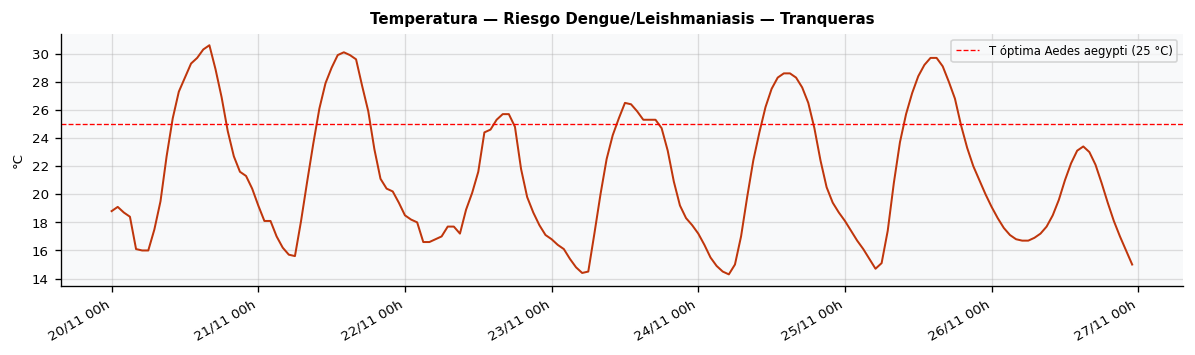 Temperatura — Riesgo Dengue/Leishmaniasis — Tranqueras
T óptima Aedes aegypti (25 °C)
°C
30
28
26
24
22
20
18
16
14
20/11 00h
21/11 00h
22/11 00h
23/11 00h
24/11 00h
25/11 00h
26/11 00h
27/11 00h